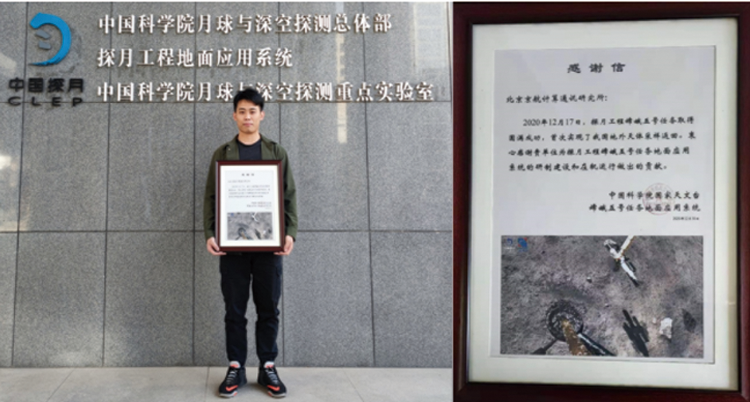 中国科学院月球与深空探测总体部
探月工程地面应用系统
中国科学院月球与深空探测重点实验室
中国探月
CLEP
感谢信
感谢信
北京京航计算通讯研究所：
2020年12月17日，探月工程嫦娥五号任务取得
圆满成功，首次实现了我国地外天体采样返回。衷
心感谢贵单位为探月工程嫦娥五号任务地面应用
系统的研制建设和在轨运行做出的贡献。
中国科学院国家天文台
嫦娥五号任务地面应用系统